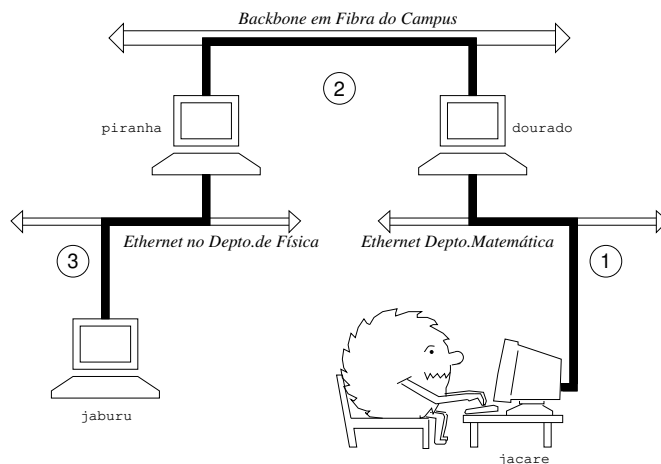 Backbone em Fibra do Campus
2
piranha
dourado
Ethernet no Depto.de Física
Ethernet Depto.Matemática
3
1
jaburu
jacare